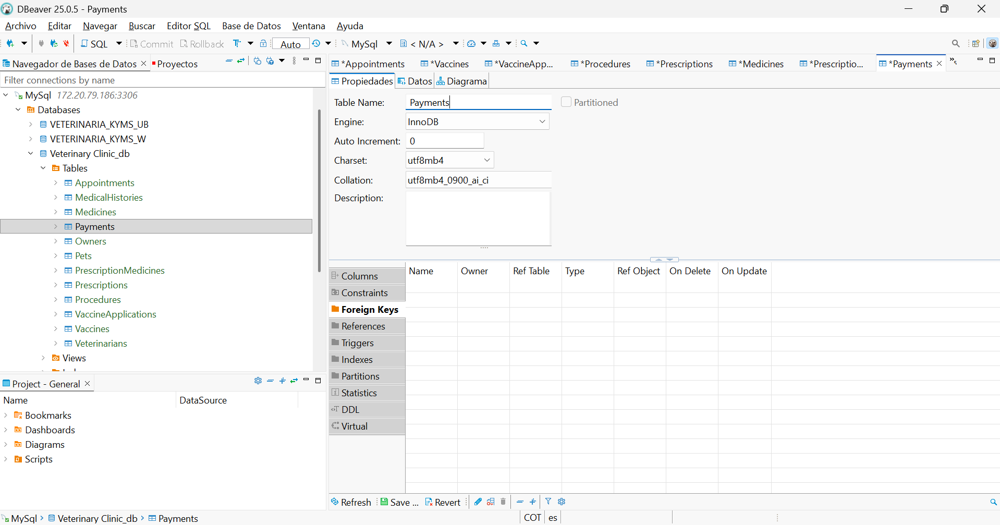 DBeaver 25.0.5 - Payments
Archivo Editar Navegar Buscar Editor SQL Base de Datos Ventana Ayuda
SQL Commit Rollback Auto MySql < N/A >
Navegador de Bases de Datos Proyectos
Filter connections by name
MySql 172.20.79.186:3306
Databases
VETERINARIA_KYMS_UB
VETERINARIA_KYMS_W
Veterinary Clinic_db
Tables
Appointments
MedicalHistories
Medicines
Payments
Owners
Pets
PrescriptionMedicines
Prescriptions
Procedures
VaccineApplications
Vaccines
Veterinarians
Views
Project - General
Name DataSource
Bookmarks
Dashboards
Diagrams
Scripts
*Appointments *Vaccines *VaccineApp... *Procedures *Prescriptions *Medicines *Prescriptio... *Payments »5
Propiedades Datos Diagrama
Table Name: Payments Partitioned
Engine: InnoDB
Auto Increment: 0
Charset: utf8mb4
Collation: utf8mb4_0900_ai_ci
Description:
Columns
Constraints
Foreign Keys
References
Triggers
Indexes
Partitions
Statistics
DDL
Virtual
Name Owner Ref Table Type Ref Object On Delete On Update
Refresh Save ... Revert
MySql Veterinary Clinic_db Payments COT es